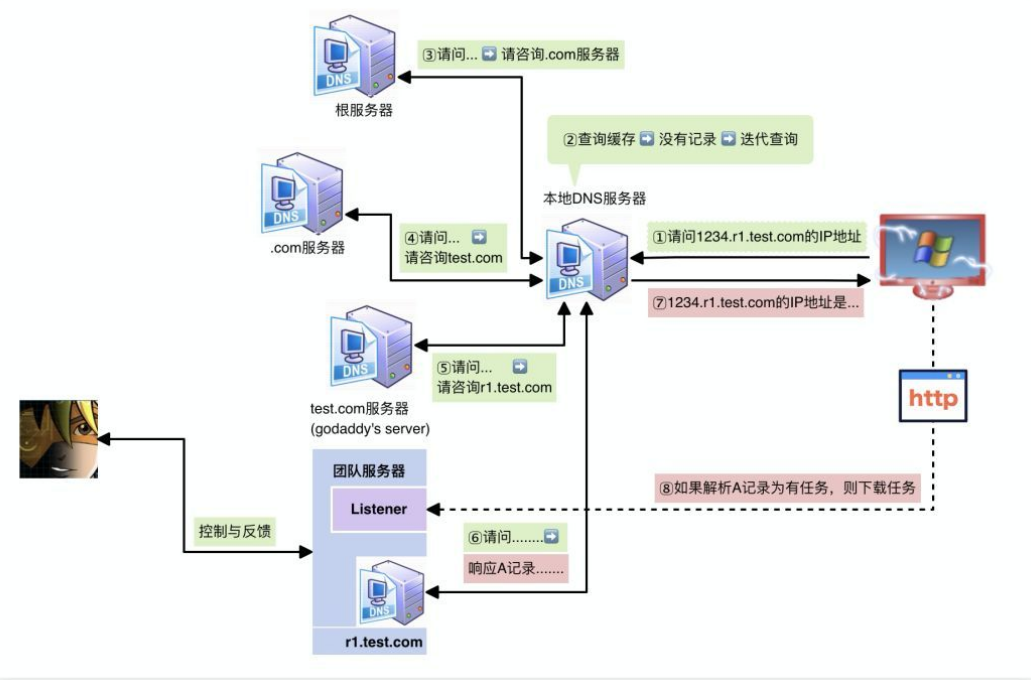 ③请问... ➡ 请咨询.com服务器
DNS
根服务器
②查询缓存 ➡ 没有记录 ➡ 迭代查询
本地DNS服务器
DNS
DNS
.com服务器
④请问... ➡
请咨询test.com
①请问1234.r1.test.com的IP地址
⑦1234.r1.test.com的IP地址是...
DNS
⑤请问... ➡
请咨询r1.test.com
test.com服务器
(godaddy's server)
http
团队服务器
Listener
⑧如果解析A记录为有任务，则下载任务
控制与反馈
⑥请问........➡
响应A记录.......
DNS
r1.test.com